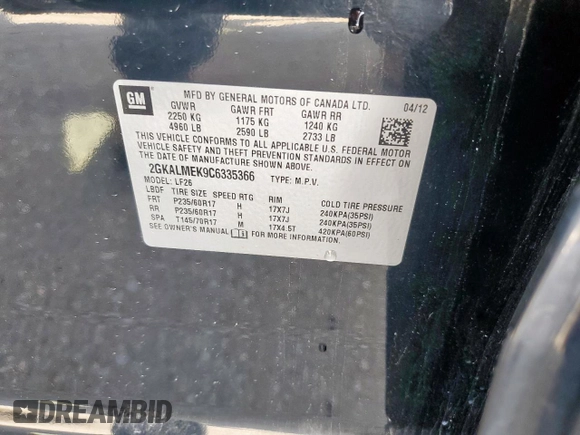 GM
MFD BY GENERAL MOTORS OF CANADA LTD. 04/12
GVWR GAWR FRT GAWR RR
2250 KG 1175 KG 1240 KG
4960 LB 2590 LB 2733 LB
THIS VEHICLE CONFORMS TO ALL APPLICABLE U.S. FEDERAL MOTOR
VEHICLE SAFETY AND THEFT PREVENTION STANDARDS IN EFFECT ON THE
DATE OF MANUFACTURE SHOWN ABOVE.
2GKALMEK9C6335366 TYPE: M.P.V.
MODEL: LF26
LBDF TIRE SIZE SPEED RTG RIM COLD TIRE PRESSURE
FRT P235/60R17 H 17X7J 240KPA(35PSI)
RR P235/60R17 H 17X7J 240KPA(35PSI)
SPA T145/70R17 M 17X4.5T 420KPA(60PSI)
SEE OWNER'S MANUAL FOR MORE INFORMATION.
DREAMBID